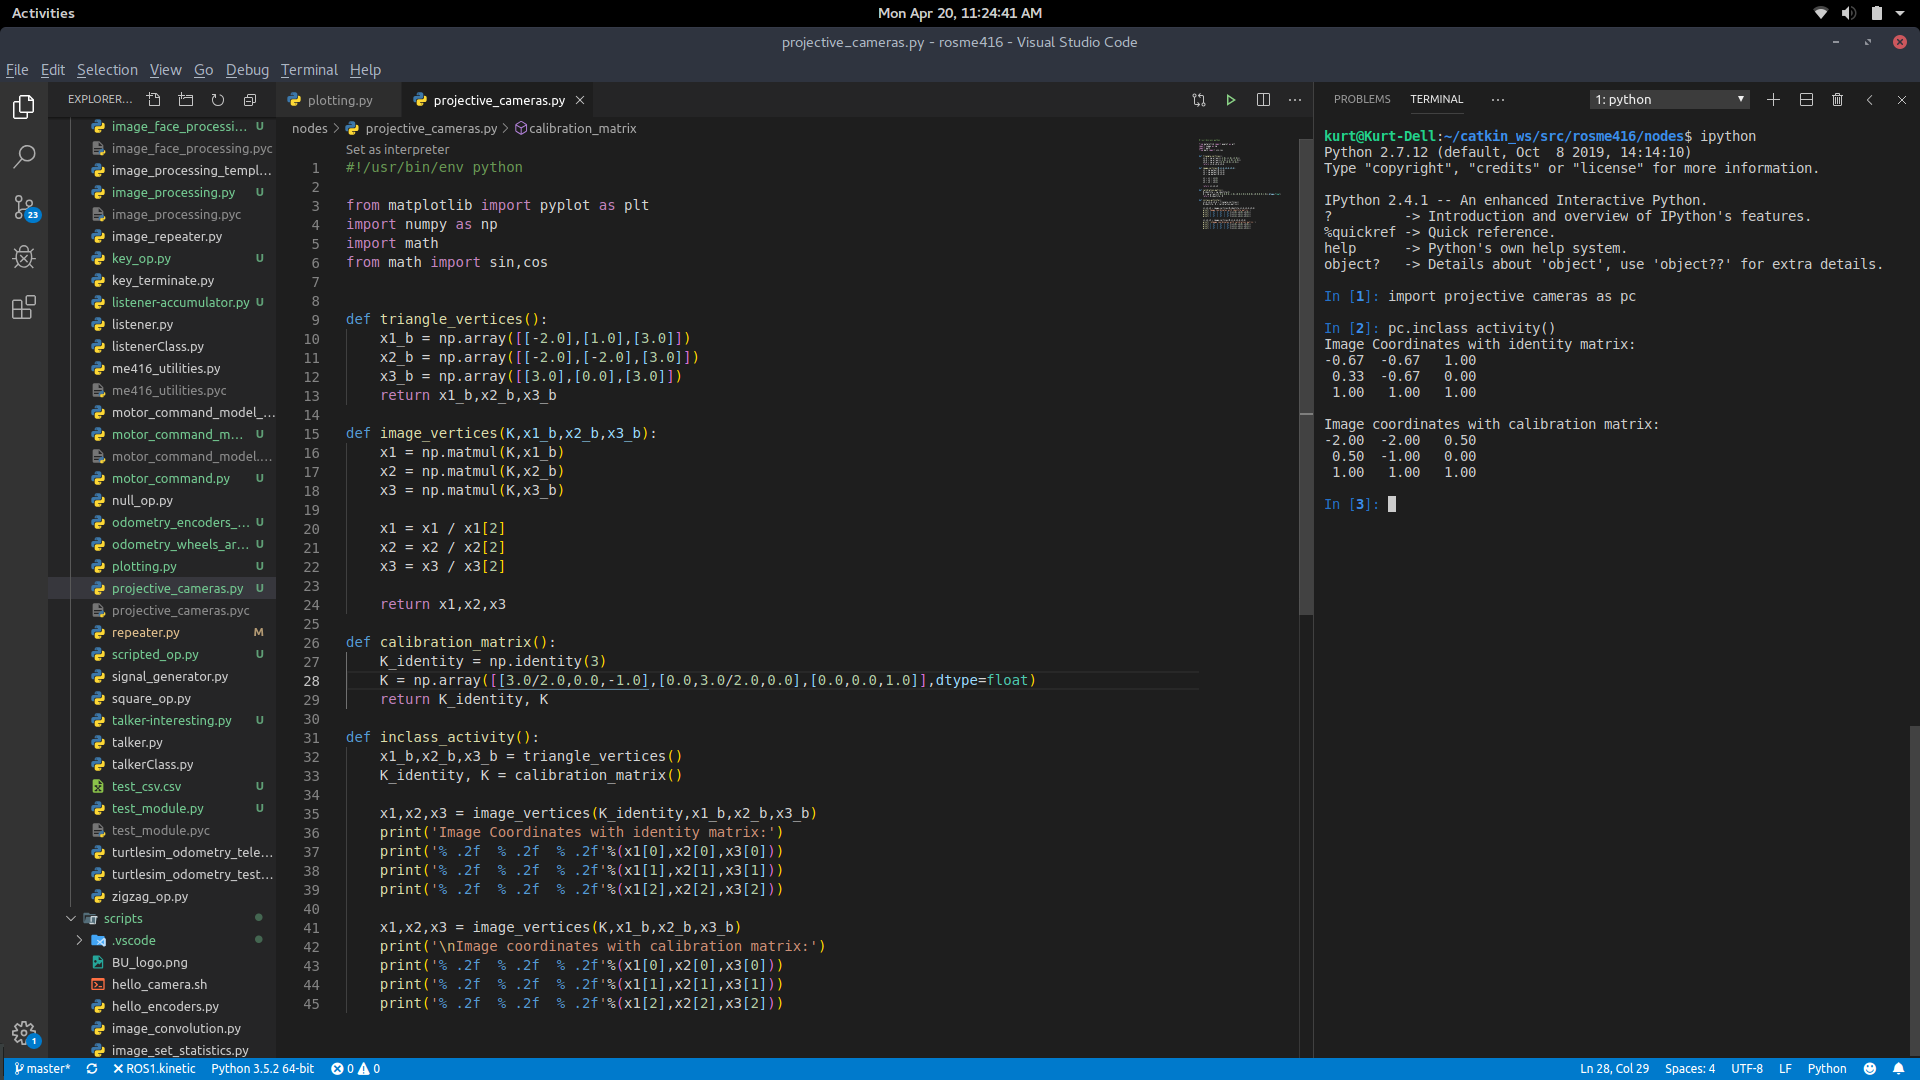 Activities
Mon Apr 20, 11:24:41 AM
projective_cameras.py - rosme416 - Visual Studio Code
File Edit Selection View Go Debug Terminal Help
EXPLORER...
image_face_processi... U
image_face_processing.pyc
image_processing_templ...
image_processing.py U
image_processing.pyc
image_repeater.py
key_op.py U
key_terminate.py
listener-accumulator.py U
listener.py
listenerClass.py
me416_utilities.py
me416_utilities.pyc
motor_command_model_...
motor_command_m... U
motor_command_model....
motor_command.py U
null_op.py
odometry_encoders_... U
odometry_wheels_ar... U
plotting.py U
projective_cameras.py U
projective_cameras.pyc
repeater.py M
scripted_op.py U
signal_generator.py
square_op.py
talker-interesting.py U
talker.py
talkerClass.py
test_csv.csv U
test_module.py U
test_module.pyc
turtlesim_odometry_tele...
turtlesim_odometry_test...
zigzag_op.py
scripts
.vscode
BU_logo.png
hello_camera.sh
hello_encoders.py
image_convolution.py
image_set_statistics.py
23
1
plotting.py projective_cameras.py
nodes > projective_cameras.py > calibration_matrix
Set as interpreter
1 #!/usr/bin/env python
2
3 from matplotlib import pyplot as plt
4 import numpy as np
5 import math
6 from math import sin,cos
7
8
9 def triangle_vertices():
10 x1_b = np.array([[-2.0],[1.0],[3.0]])
11 x2_b = np.array([[-2.0],[-2.0],[3.0]])
12 x3_b = np.array([[3.0],[0.0],[3.0]])
13 return x1_b,x2_b,x3_b
14
15 def image_vertices(K,x1_b,x2_b,x3_b):
16 x1 = np.matmul(K,x1_b)
17 x2 = np.matmul(K,x2_b)
18 x3 = np.matmul(K,x3_b)
19
20 x1 = x1 / x1[2]
21 x2 = x2 / x2[2]
22 x3 = x3 / x3[2]
23
24 return x1,x2,x3
25
26 def calibration_matrix():
27 K_identity = np.identity(3)
28 K = np.array([[3.0/2.0,0.0,-1.0],[0.0,3.0/2.0,0.0],[0.0,0.0,1.0]],dtype=float)
29 return K_identity, K
30
31 def inclass_activity():
32 x1_b,x2_b,x3_b = triangle_vertices()
33 K_identity, K = calibration_matrix()
34
35 x1,x2,x3 = image_vertices(K_identity,x1_b,x2_b,x3_b)
36 print('Image Coordinates with identity matrix:')
37 print('% .2f  % .2f  % .2f'%(x1[0],x2[0],x3[0]))
38 print('% .2f  % .2f  % .2f'%(x1[1],x2[1],x3[1]))
39 print('% .2f  % .2f  % .2f'%(x1[2],x2[2],x3[2]))
40
41 x1,x2,x3 = image_vertices(K,x1_b,x2_b,x3_b)
42 print('\nImage coordinates with calibration matrix:')
43 print('% .2f  % .2f  % .2f'%(x1[0],x2[0],x3[0]))
44 print('% .2f  % .2f  % .2f'%(x1[1],x2[1],x3[1]))
45 print('% .2f  % .2f  % .2f'%(x1[2],x2[2],x3[2]))
PROBLEMS TERMINAL ... 1: python
kurt@Kurt-Dell:~/catkin_ws/src/rosme416/nodes$ ipython
Python 2.7.12 (default, Oct  8 2019, 14:14:10)
Type "copyright", "credits" or "license" for more information.
IPython 2.4.1 -- An enhanced Interactive Python.
?         -> Introduction and overview of IPython's features.
%quickref -> Quick reference.
help      -> Python's own help system.
object?   -> Details about 'object', use 'object??' for extra details.
In [1]: import projective cameras as pc
In [2]: pc.inclass activity()
Image Coordinates with identity matrix:
-0.67  -0.67   1.00
0.33  -0.67   0.00
1.00   1.00   1.00
Image coordinates with calibration matrix:
-2.00  -2.00   0.50
0.50  -1.00   0.00
1.00   1.00   1.00
In [3]:
master* ROS1.kinetic Python 3.5.2 64-bit 0 0 Ln 28, Col 29 Spaces: 4 UTF-8 LF Python